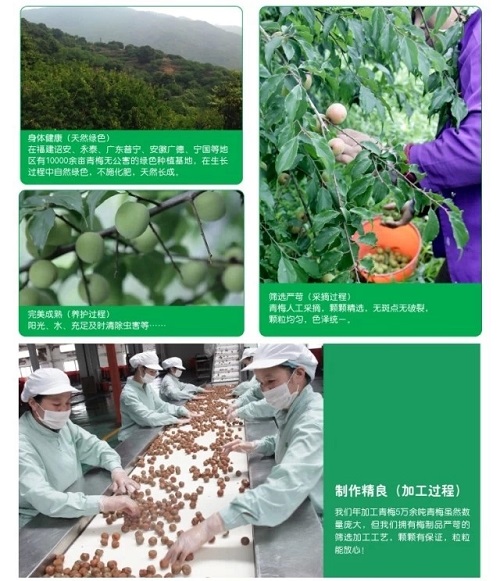 身体健康（天然绿色）
在福建诏安、永泰、广东普宁、安徽广德、宁国等地
区有10000余亩青梅无公害的绿色种植基地。在生长
过程中自然绿色，不施化肥，天然长成。
完美成熟（养护过程）
阳光、水、充足及时清除虫害等……
筛选严苛（采摘过程）
青梅人工采摘，颗颗精选，无斑点无破裂，
颗粒均匀，色泽统一。
制作精良（加工过程）
我们年加工青梅5万余吨青梅虽然数
量庞大，但我们拥有梅制品严苛的
筛选加工工艺，颗颗有保证，粒粒
能放心！